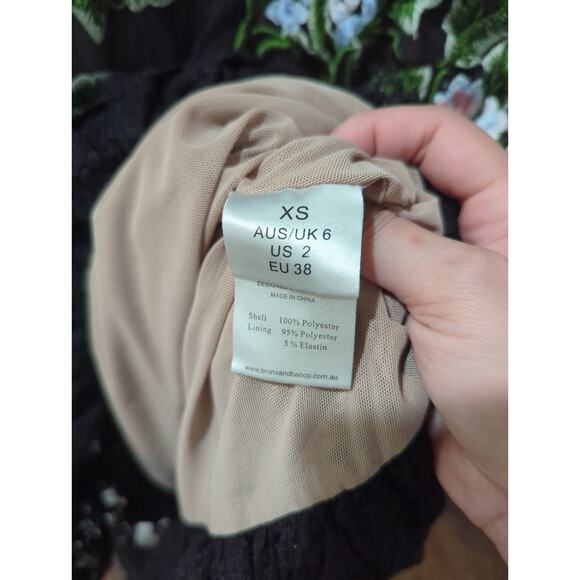 XS
AUS/UK 6
US 2
EU 38
DESIGNED
MADE IN CHINA
Shell 100% Polyester
Lining 95% Polyester
5% Elastin
www.bronxandbanco.com.au